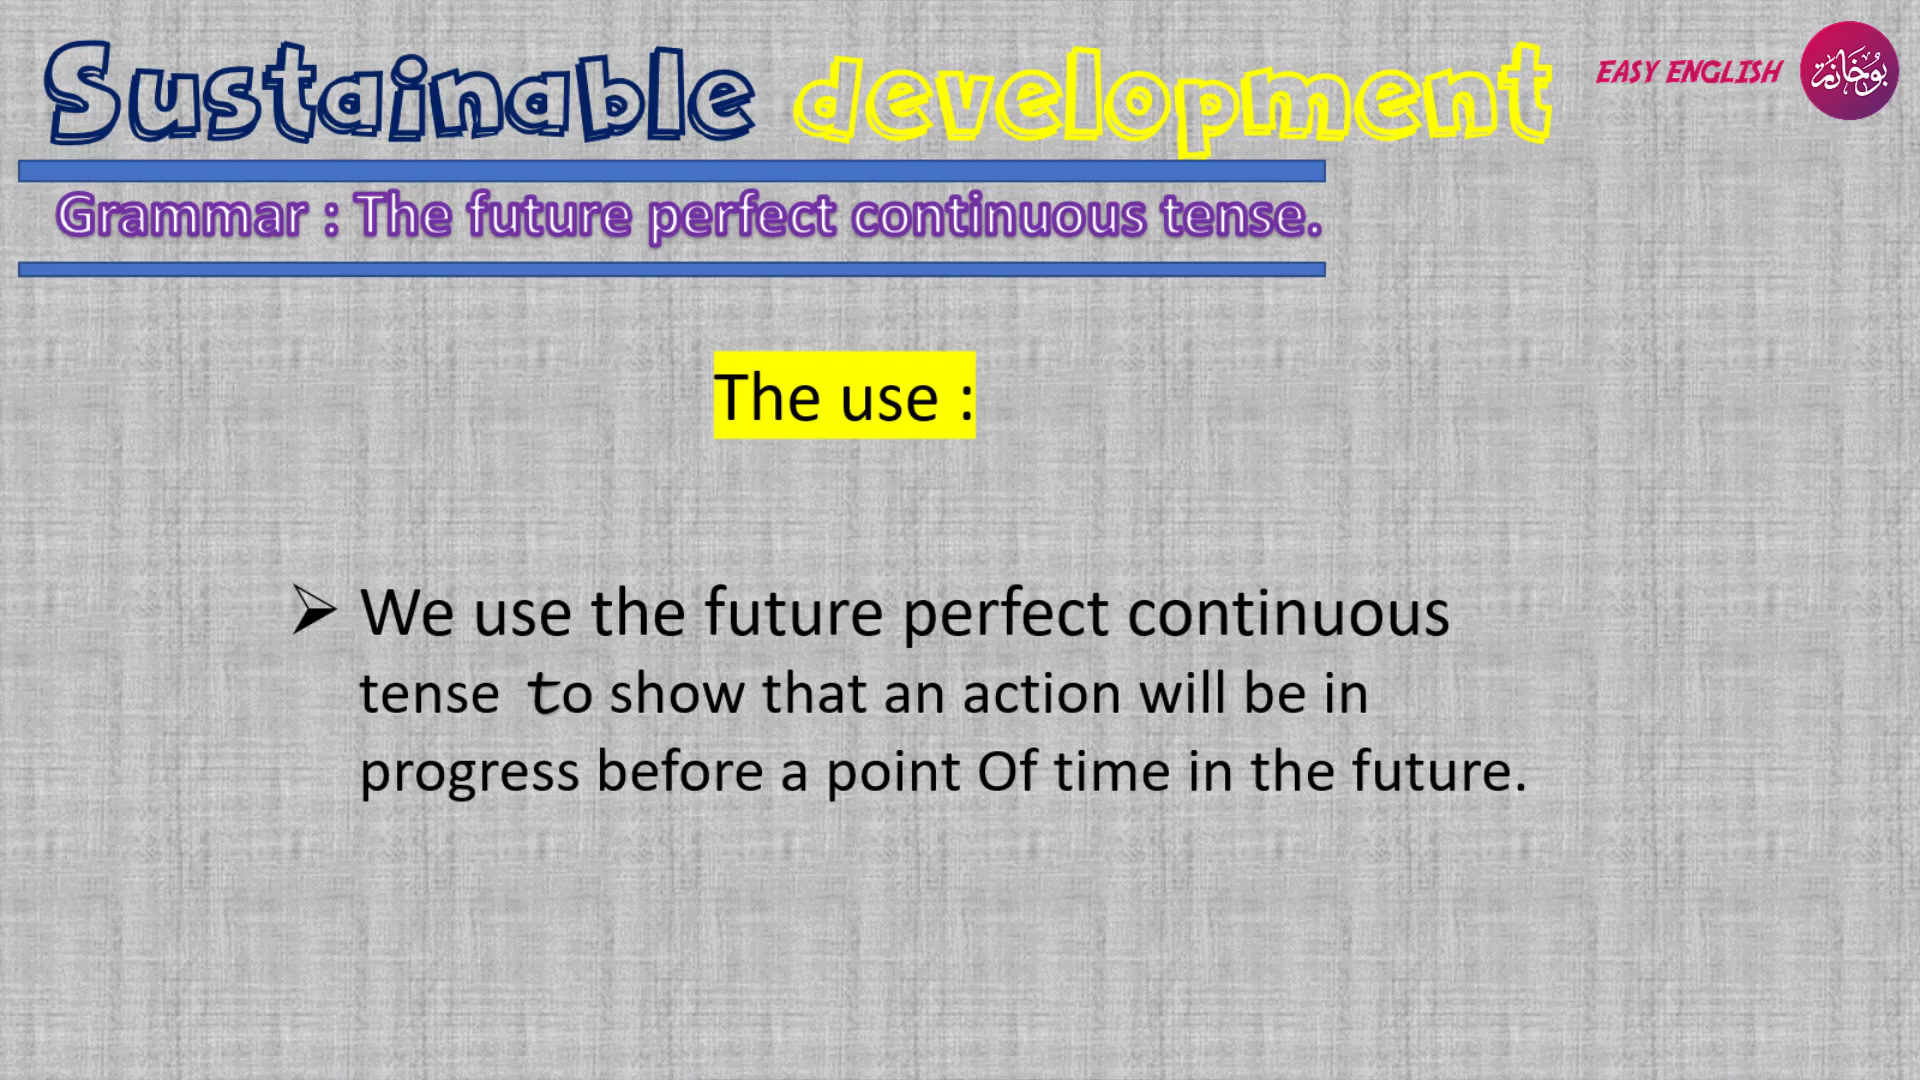 Sustainable development
EASY ENGLISH
بوخانة
Grammar : The future perfect continuous tense.
The use :
We use the future perfect continuous
tense to show that an action will be in
progress before a point Of time in the future.